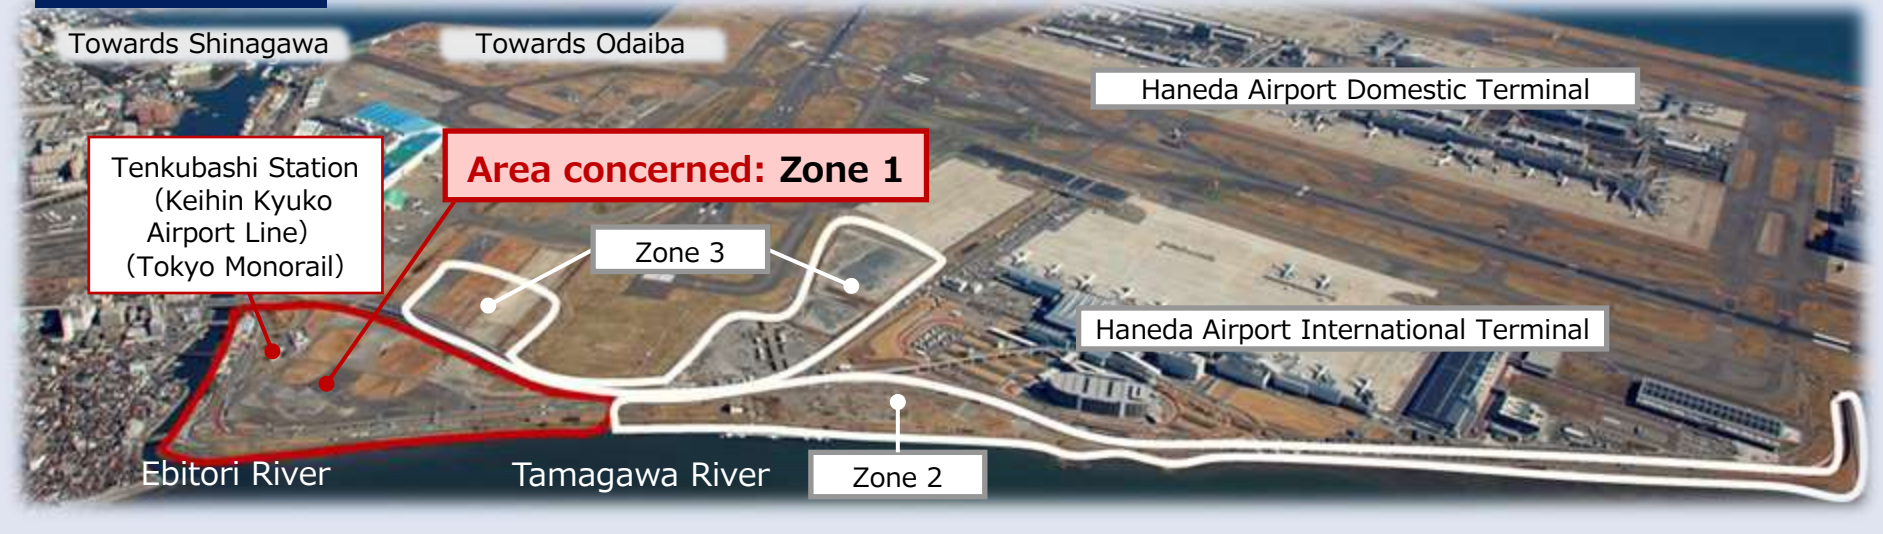 Towards Shinagawa
Towards Odaiba
Haneda Airport Domestic Terminal
Tenkubashi Station
（Keihin Kyuko
Airport Line）
（Tokyo Monorail）
Area concerned: Zone 1
Zone 3
Haneda Airport International Terminal
Ebitori River
Tamagawa River
Zone 2